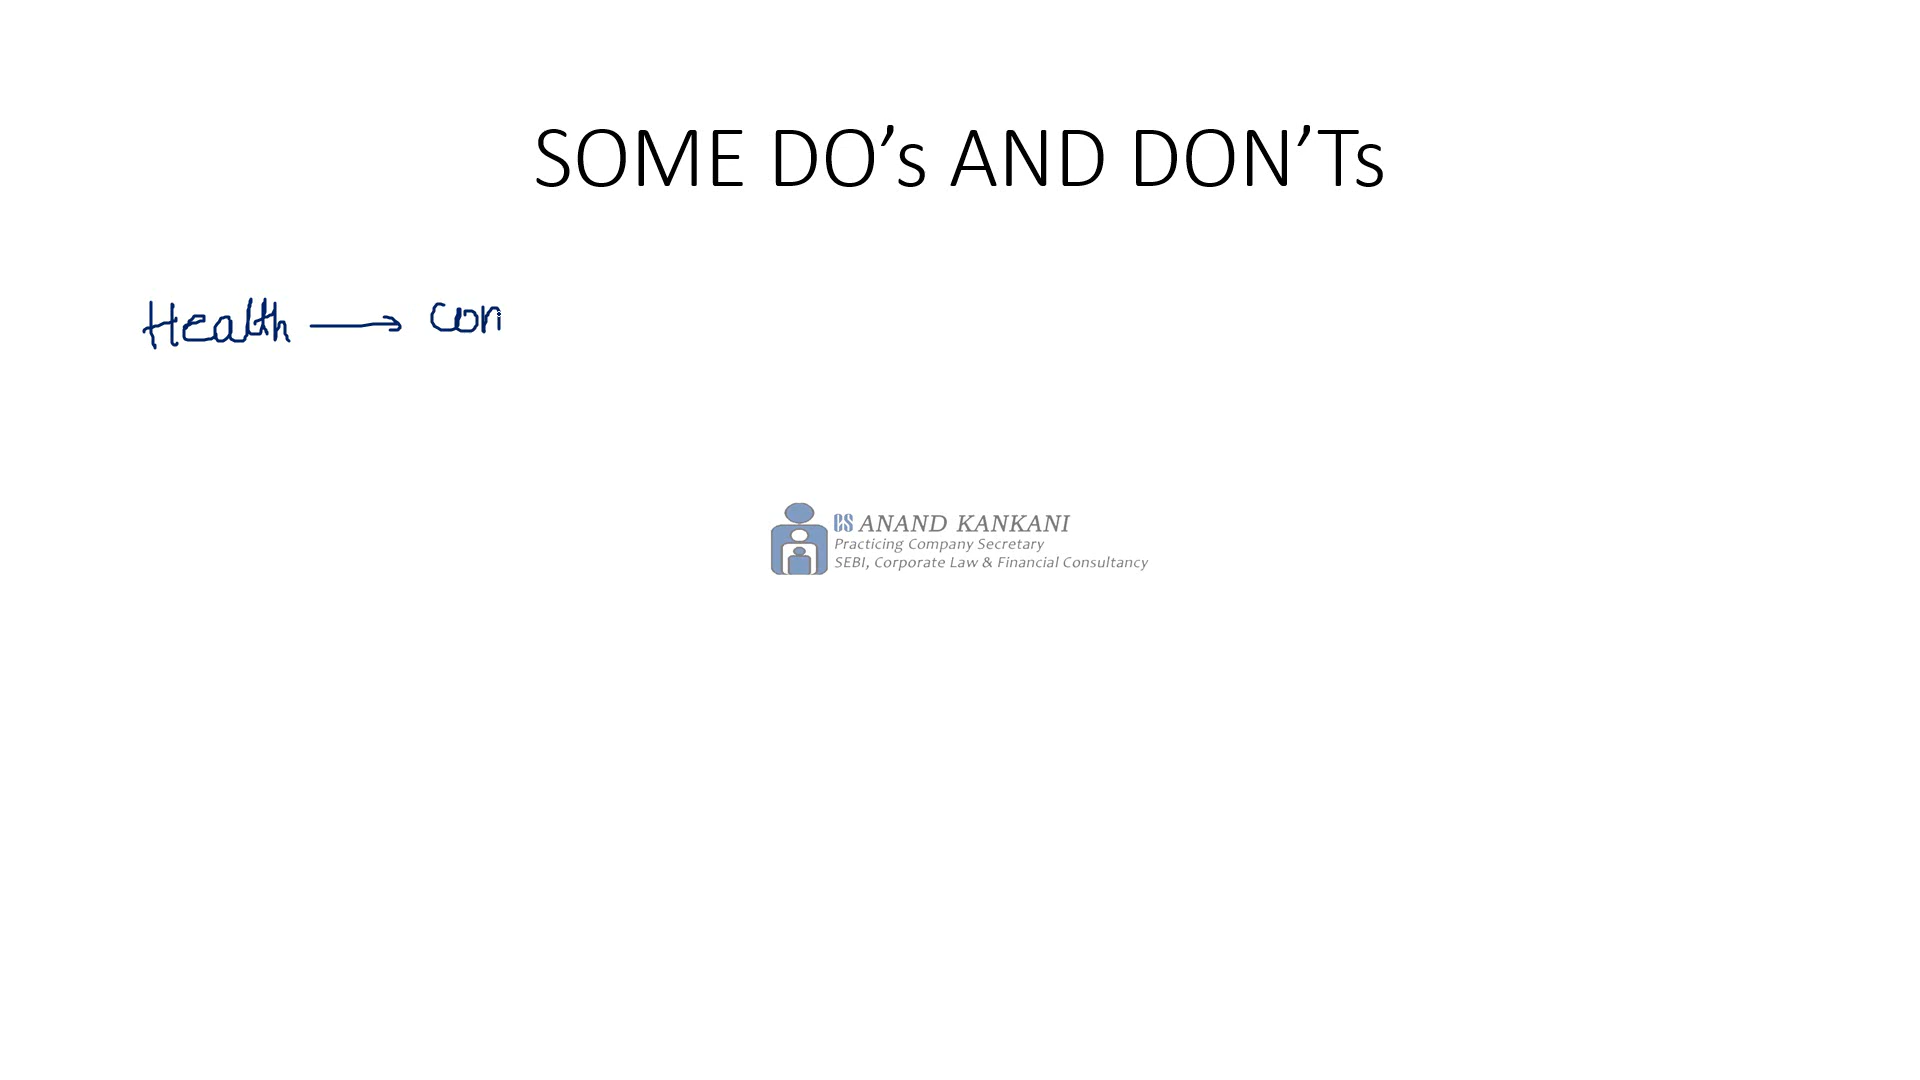 SOME DO’s AND DON’Ts
Health → con
CS ANAND KANKANI
Practicing Company Secretary
SEBI, Corporate Law & Financial Consultancy